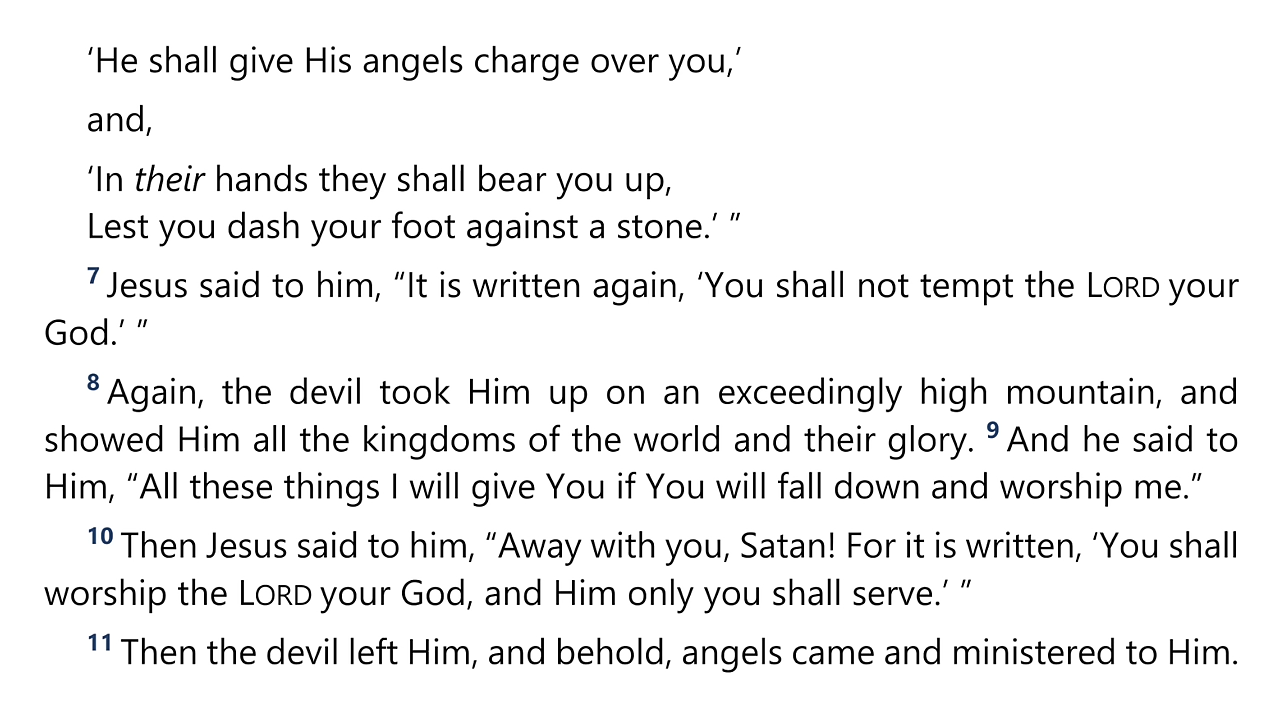 ‘He shall give His angels charge over you,’
and,
‘In their hands they shall bear you up,
Lest you dash your foot against a stone.’ ”
7 Jesus said to him, “It is written again, ‘You shall not tempt the LORD your
God.’ ”
8 Again, the devil took Him up on an exceedingly high mountain, and
showed Him all the kingdoms of the world and their glory. 9 And he said to
Him, “All these things I will give You if You will fall down and worship me.”
10 Then Jesus said to him, “Away with you, Satan! For it is written, ‘You shall
worship the LORD your God, and Him only you shall serve.’ ”
11 Then the devil left Him, and behold, angels came and ministered to Him.